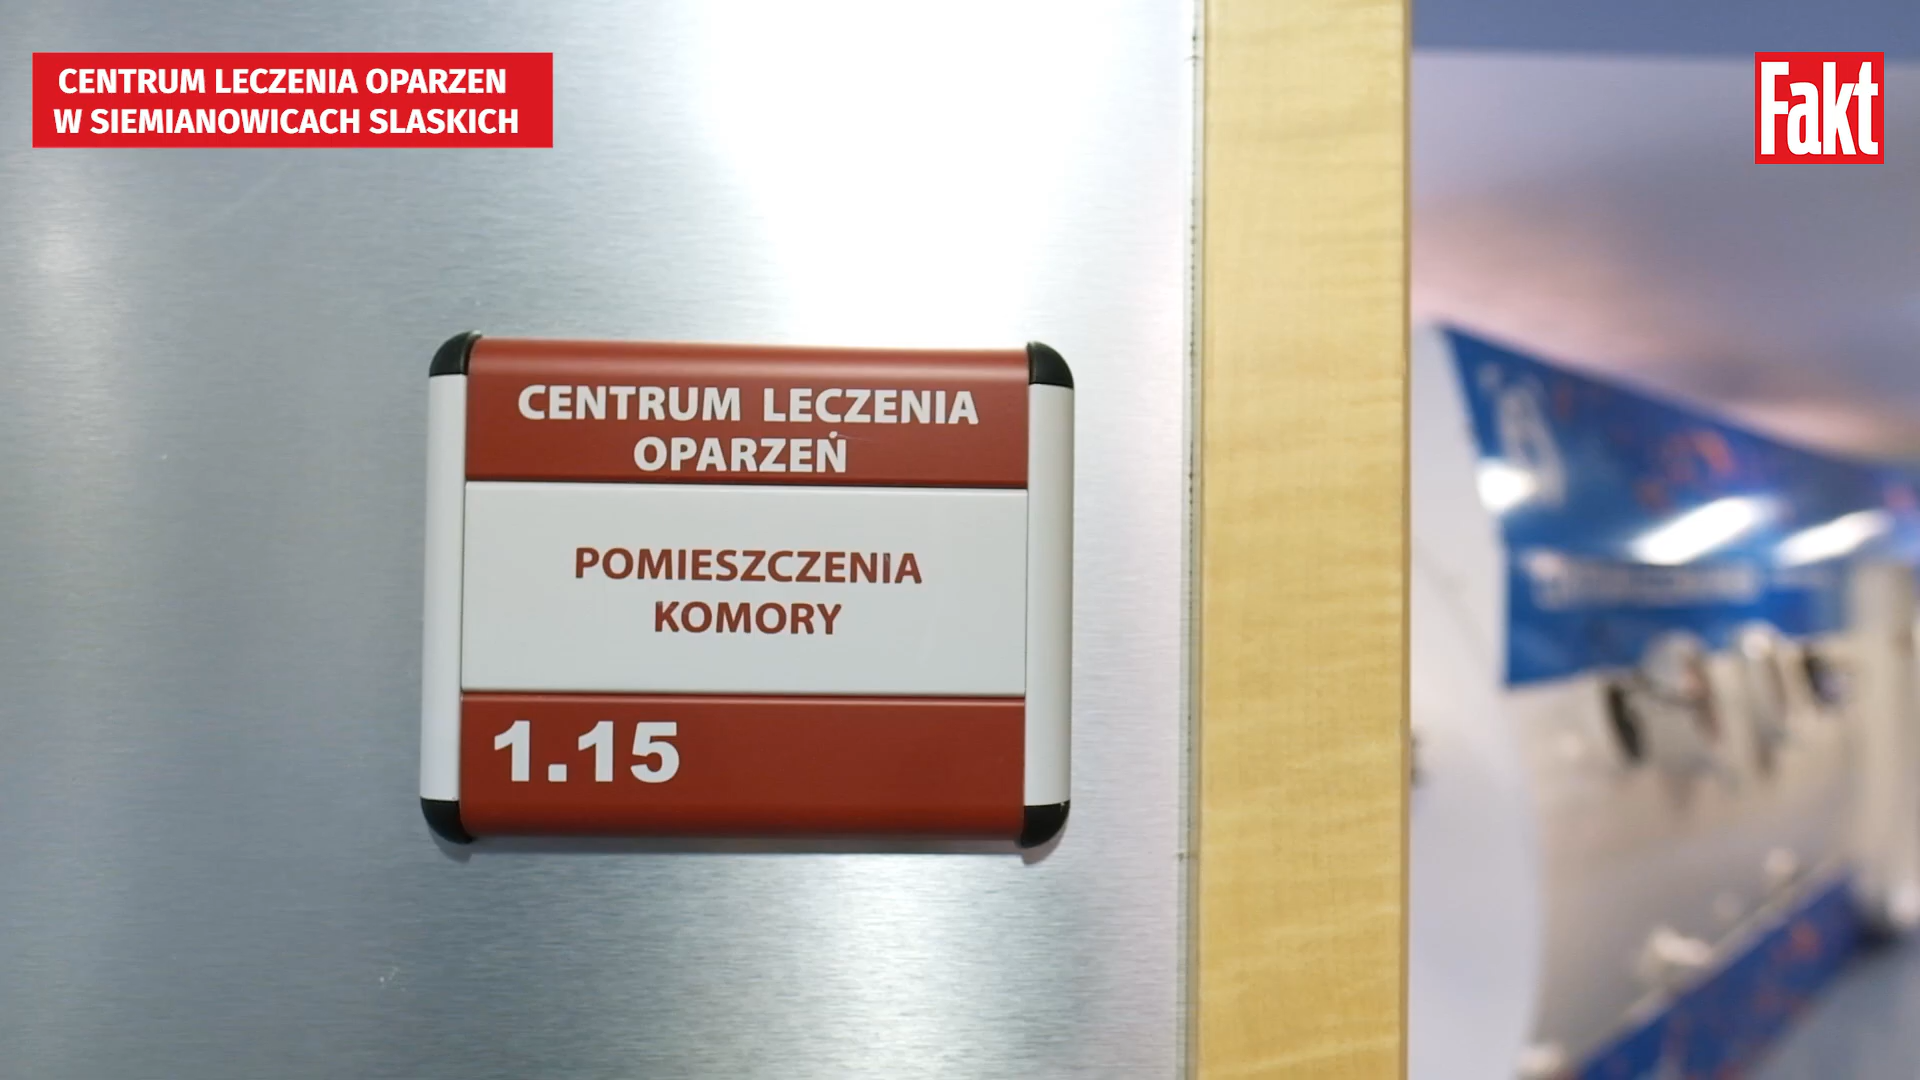 CENTRUM LECZENIA OPARZEN
W SIEMIANOWICACH SLASKICH
Fakt
CENTRUM LECZENIA
OPARZEŃ
POMIESZCZENIA
KOMORY
1.15